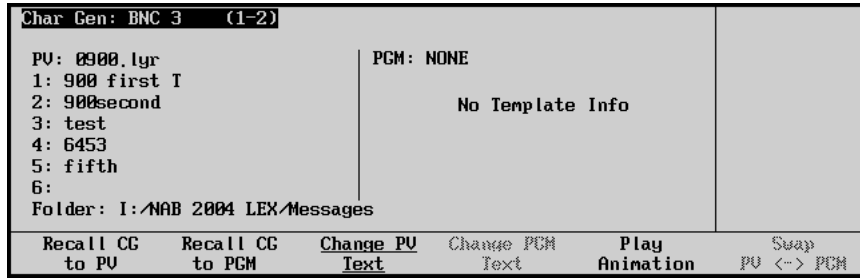 Char Gen: BNC 3 (1-2)
PV: 0900.lyr
1: 900 first T
2: 900second
3: test
4: 6453
5: fifth
6:
Folder: I:/NAB 2004 LEX/Messages
PGM: NONE
No Template Info
Recall CG to PV
Recall CG to PGM
Change PV Text
Change PGM Text
Play Animation
Swap PV <-> PGM